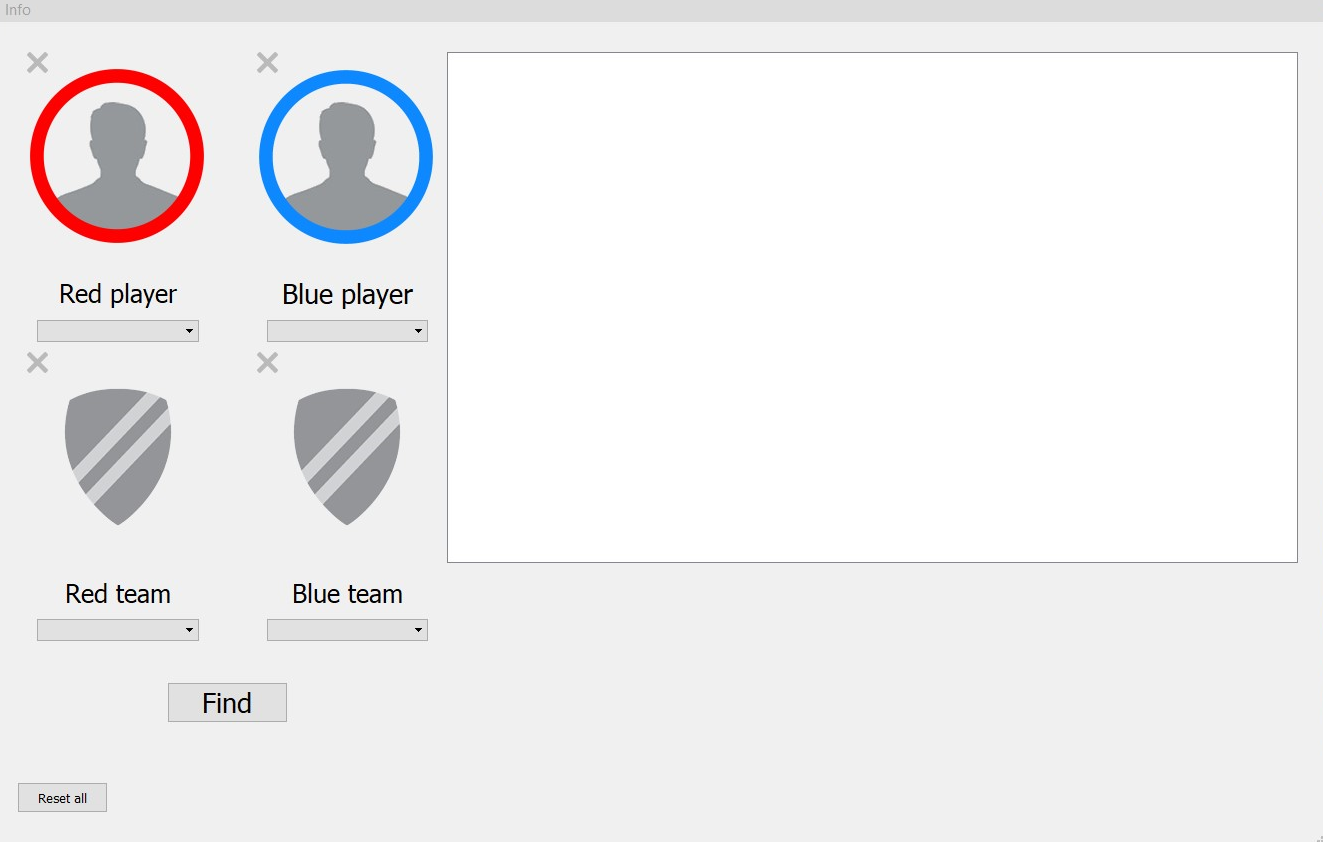 Info
Red player
Blue player
Red team
Blue team
Find
Reset all